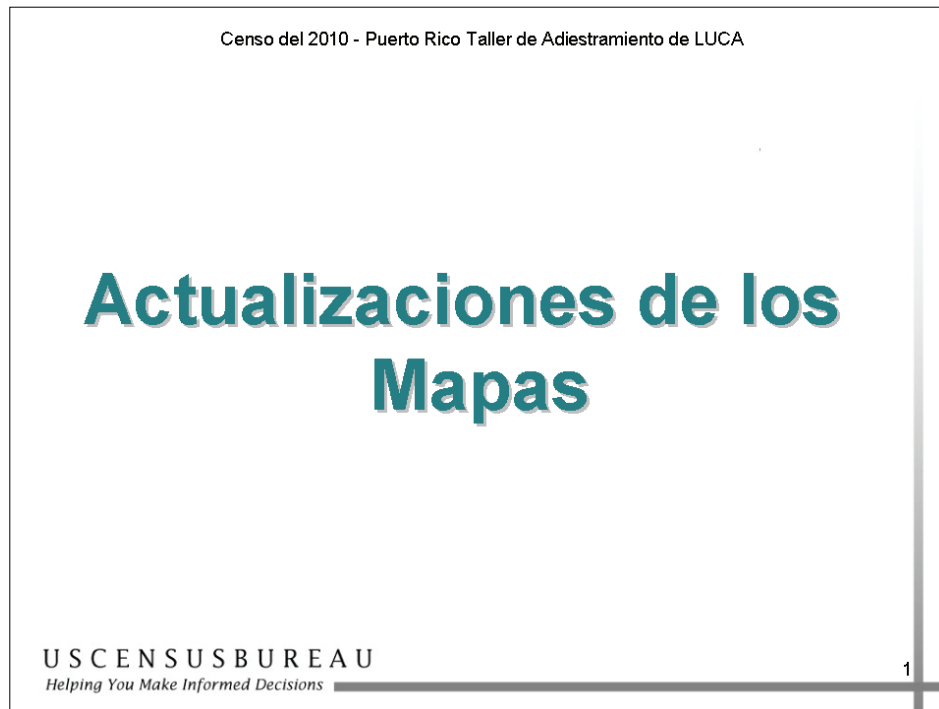 Censo del 2010 - Puerto Rico Taller de Adiestramiento de LUCA
Actualizaciones de los
Mapas
USCENSUSBUREAU
Helping You Make Informed Decisions
1